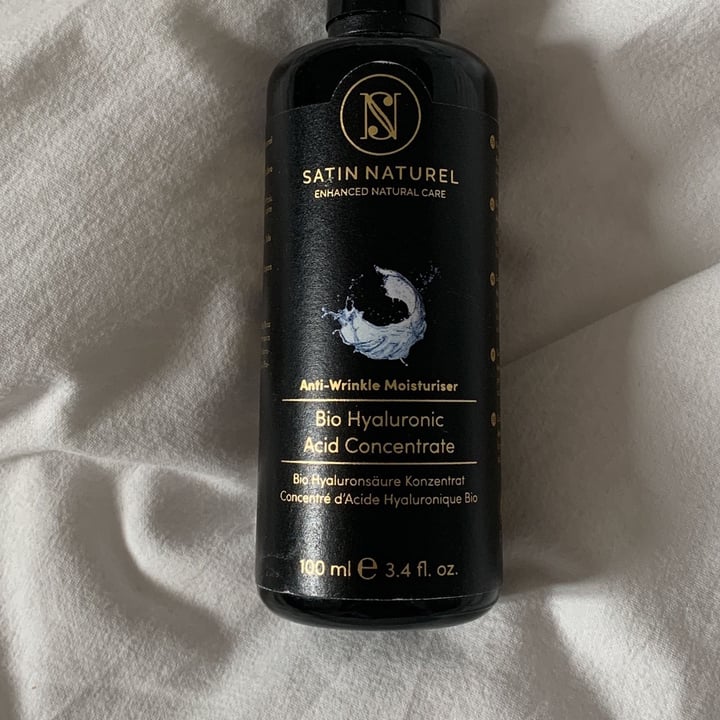 SATIN NATUREL
ENHANCED NATURAL CARE
Anti-Wrinkle Moisturiser
Bio Hyaluronic
Acid Concentrate
Bio Hyaluronsäure Konzentrat
Concentré d'Acide Hyaluronique Bio
100 ml e 3.4 fl. oz.